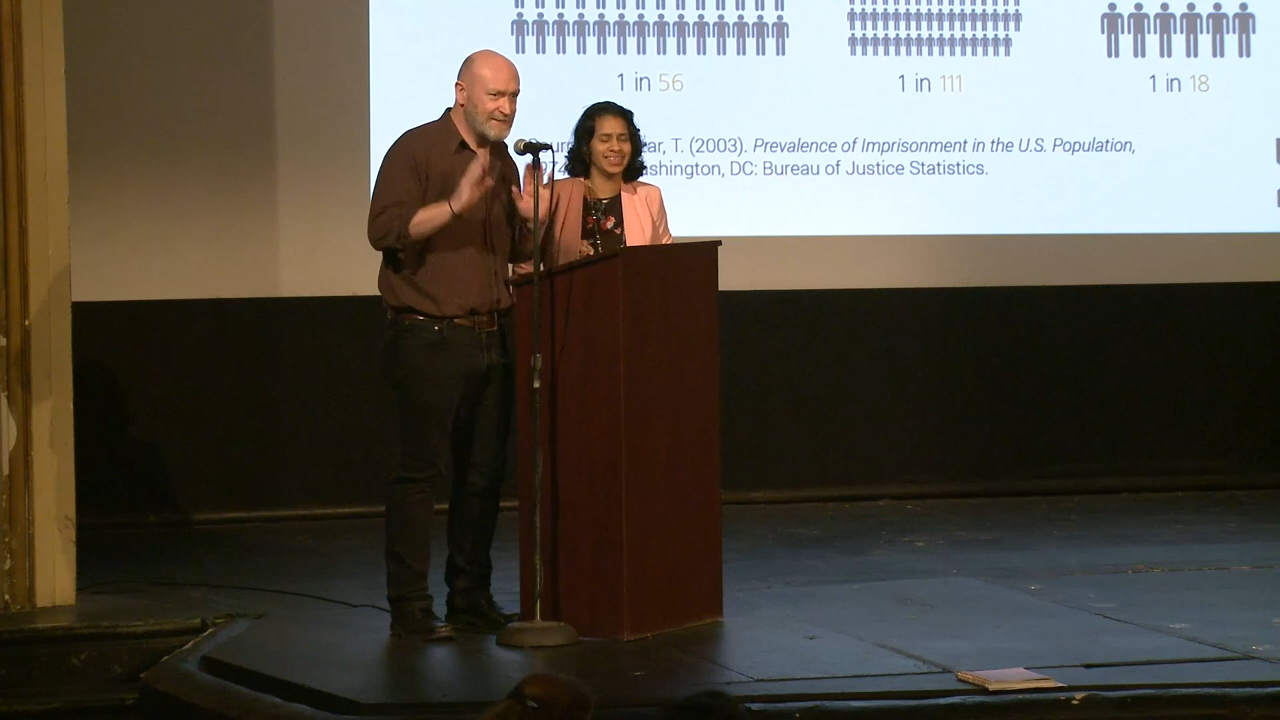 1 in 56
1 in 111
1 in 18
T. (2003). Prevalence of Imprisonment in the U.S. Population,
DC: Bureau of Justice Statistics.